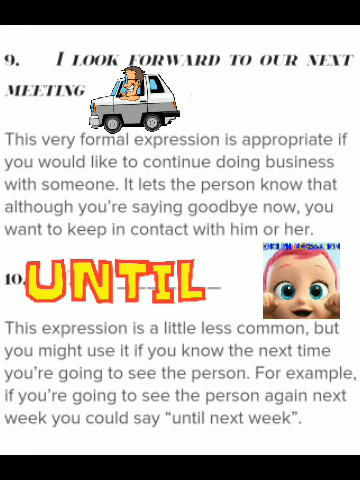 9. I LOOK FORWARD TO OUR NEXT
MEETING
This very formal expression is appropriate if
you would like to continue doing business
with someone. It lets the person know that
although you’re saying goodbye now, you
want to keep in contact with him or her.
10. UNTIL _ _ _ _ _ _
This expression is a little less common, but
you might use it if you know the next time
you’re going to see the person. For example,
if you’re going to see the person again next
week you could say “until next week”.